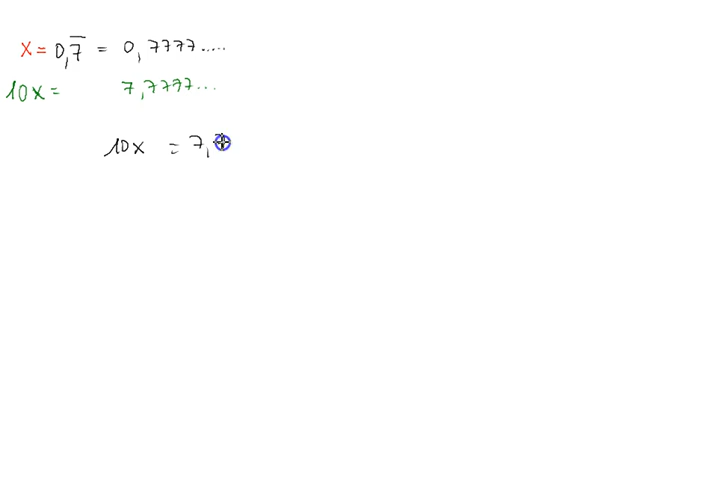 x = 0,7̅ = 0,7777.....
10x = 7,7777...
10x = 7,